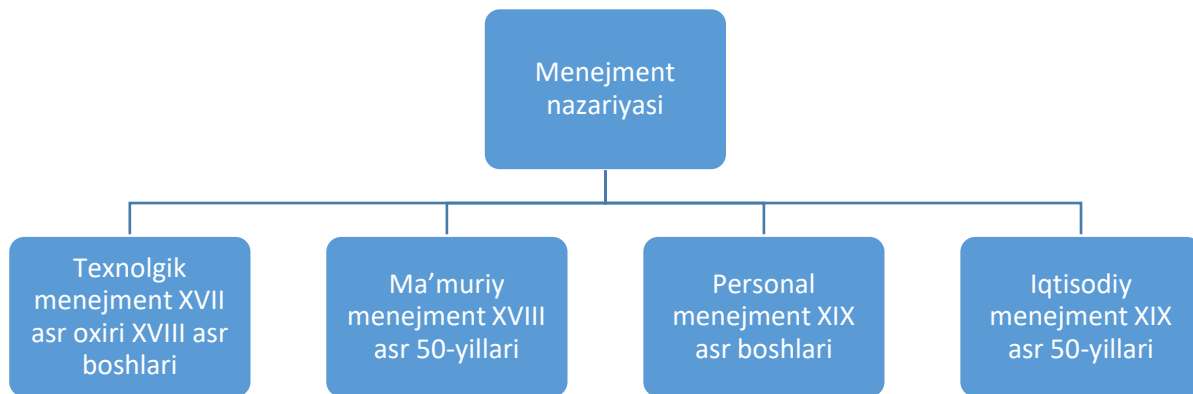 Menejment
nazariyasi
Texnolgik
menejment XVII
asr oxiri XVIII asr
boshlari
Ma’muriy
menejment XVIII
asr 50-yillari
Personal
menejment XIX
asr boshlari
Iqtisodiy
menejment XIX
asr 50-yillari